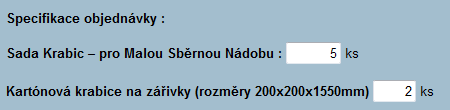 Specifikace objednávky :
Sada Krabic – pro Malou Sběrnou Nádobu : 5 ks
Kartónová krabice na zářivky (rozměry 200x200x1550mm) 2 ks